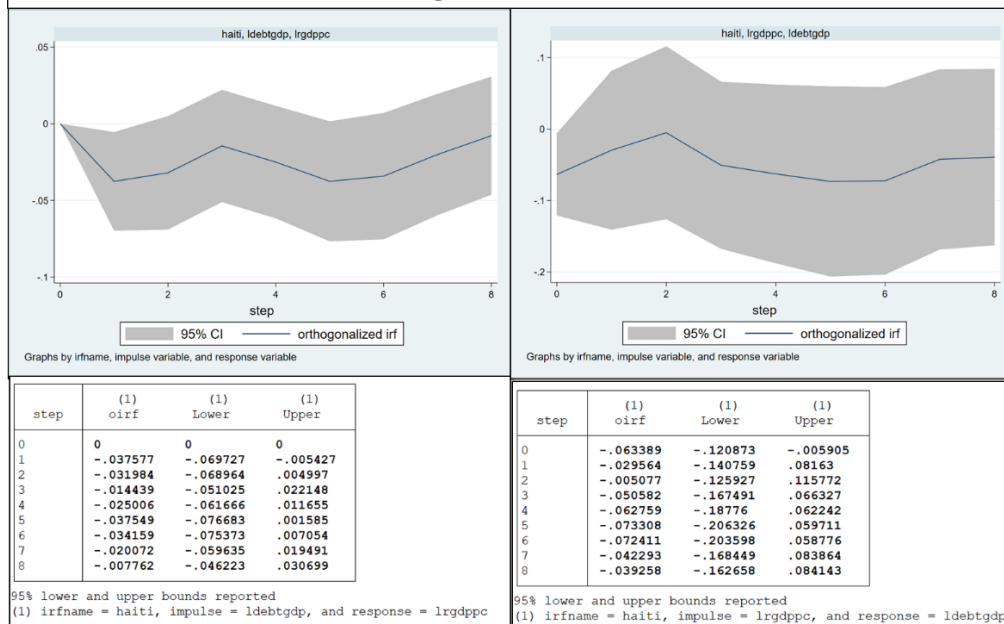 haiti, ldebtgdp, lrgdppc
.05
0
-.05
-.1
0 2 4 6 8
step
95% CI orthogonalized irf
Graphs by irfname, impulse variable, and response variable
haiti, lrgdppc, ldebtgdp
.1
0
-.1
-.2
0 2 4 6 8
step
95% CI orthogonalized irf
Graphs by irfname, impulse variable, and response variable
(1) (1) (1)
step oirf Lower Upper
0 0 0 0
1 -.037577 -.069727 -.005427
2 -.031984 -.068964 .004997
3 -.014439 -.051025 .022148
4 -.025006 -.061666 .011655
5 -.037549 -.076683 .001585
6 -.034159 -.075373 .007054
7 -.020072 -.059635 .019491
8 -.007762 -.046223 .030699
95% lower and upper bounds reported
(1) irfname = haiti, impulse = ldebtgdp, and response = lrgdppc
(1) (1) (1)
step oirf Lower Upper
0 -.063389 -.120873 -.005905
1 -.029564 -.140759 .08163
2 -.005077 -.125927 .115772
3 -.050582 -.167491 .066327
4 -.062759 -.18776 .062242
5 -.073308 -.206326 .059711
6 -.072411 -.203598 .058776
7 -.042293 -.168449 .083864
8 -.039258 -.162658 .084143
95% lower and upper bounds reported
(1) irfname = haiti, impulse = lrgdppc, and response = ldebtgdp